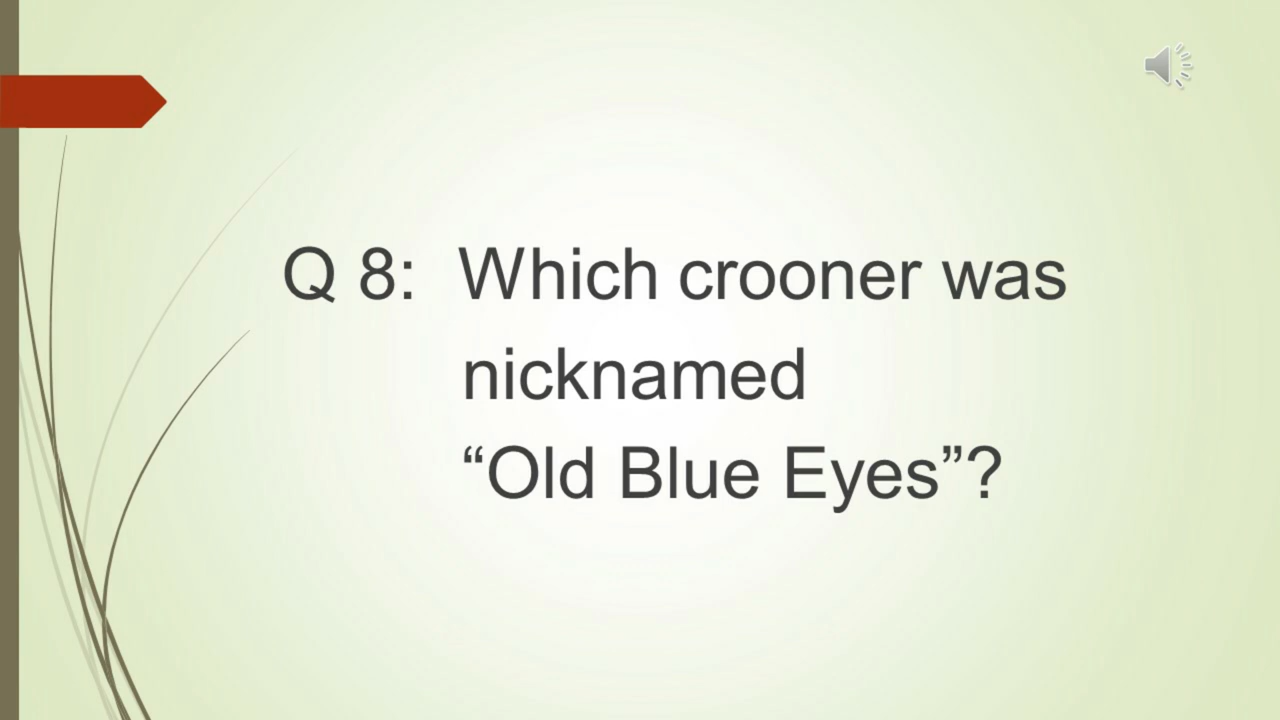 Q 8: Which crooner was
nicknamed
“Old Blue Eyes”?